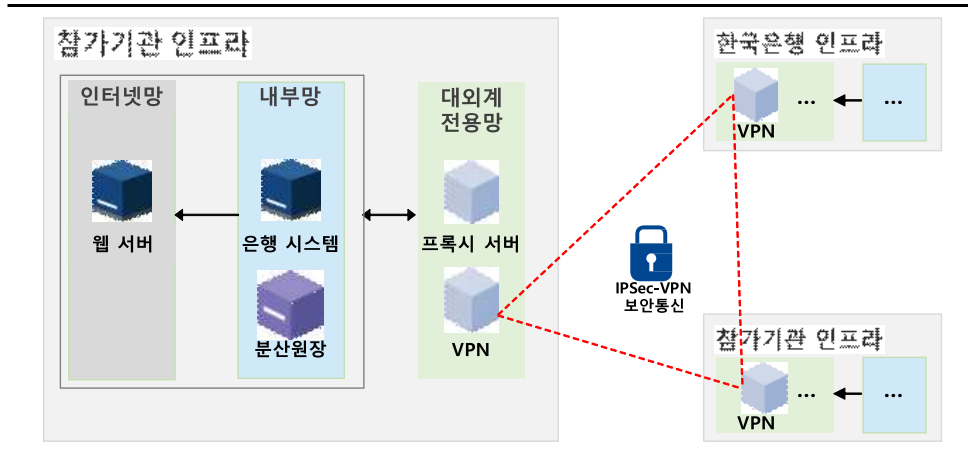 참가기관 인프라
인터넷망
내부망
대외계
전용망
웹 서버
은행 시스템
프록시 서버
분산원장
VPN
IPSec-VPN
보안통신
한국은행 인프라
...
...
VPN
참가기관 인프라
...
...
VPN